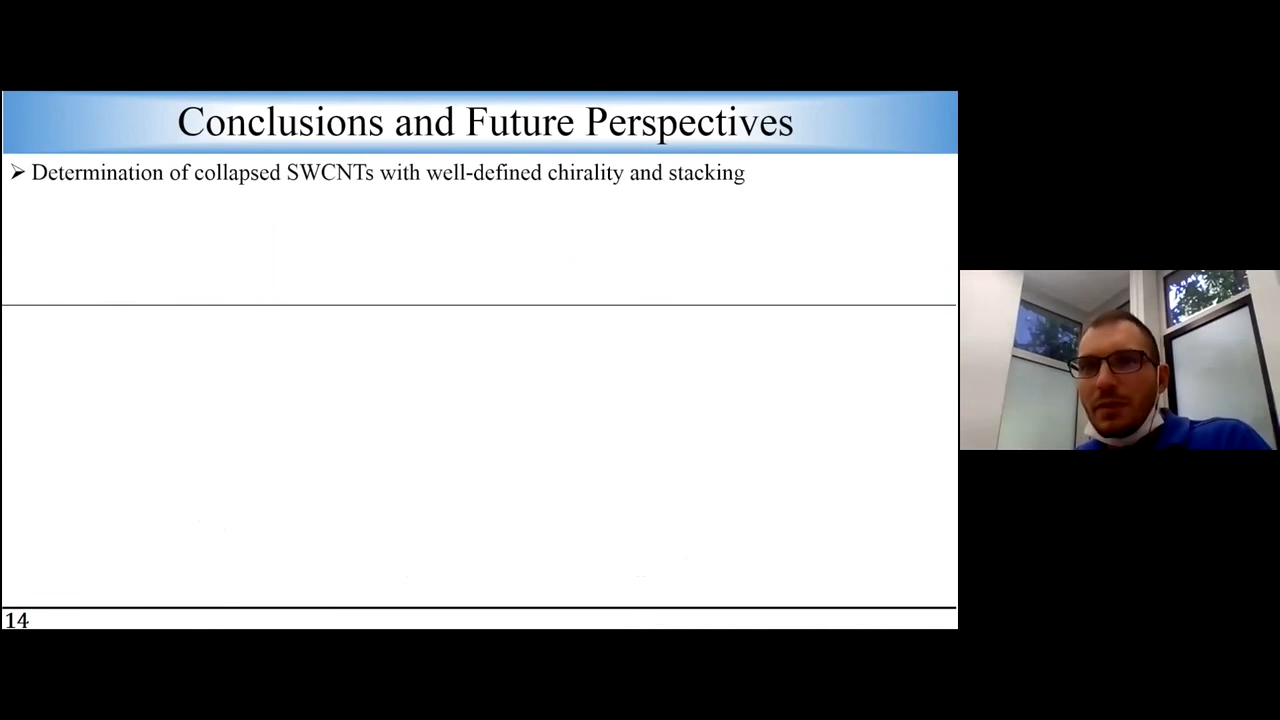 Conclusions and Future Perspectives
➢ Determination of collapsed SWCNTs with well-defined chirality and stacking
14